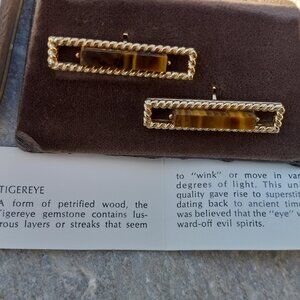 TIGEREYE
A form of petrified wood, the
Tigereye gemstone contains lus-
rous layers or streaks that seem
to "wink" or move in var
degrees of light. This un
quality gave rise to superstit
dating back to ancient tim
was believed that the "eye" w
ward-off evil spirits.